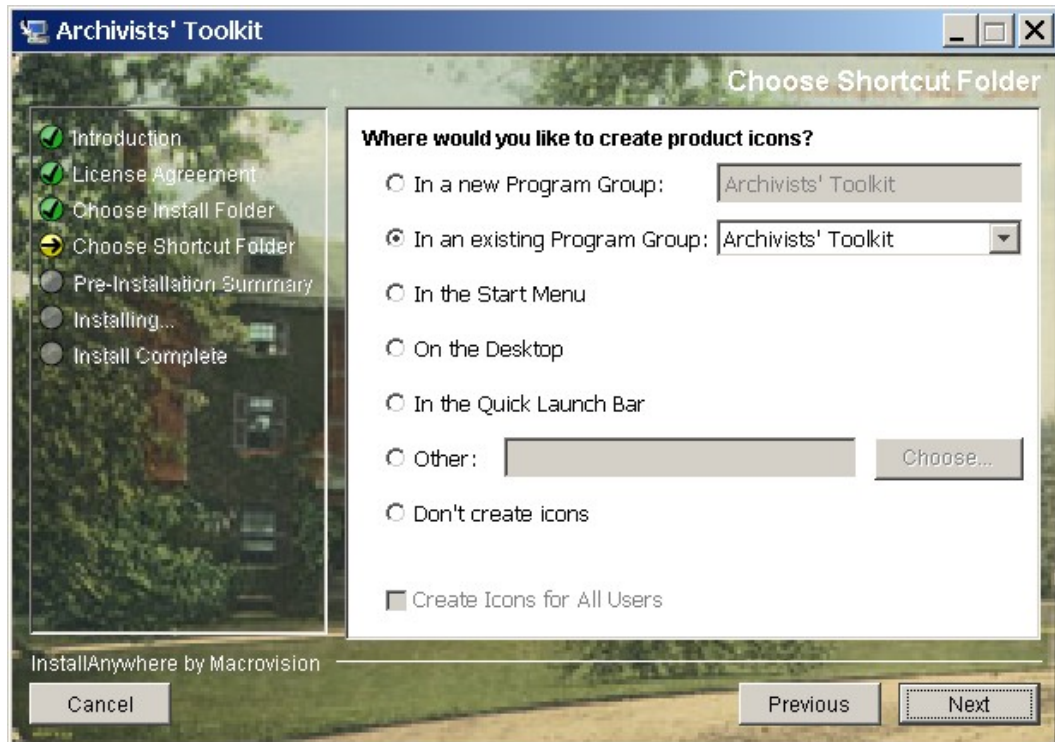 Archivists' Toolkit
Choose Shortcut Folder
Introduction
License Agreement
Choose Install Folder
Choose Shortcut Folder
Pre-Installation Summary
Installing...
Install Complete
Where would you like to create product icons?
In a new Program Group: Archivists' Toolkit
In an existing Program Group: Archivists' Toolkit
In the Start Menu
On the Desktop
In the Quick Launch Bar
Other: Choose...
Don't create icons
Create Icons for All Users
InstallAnywhere by Macrovision
Cancel Previous Next